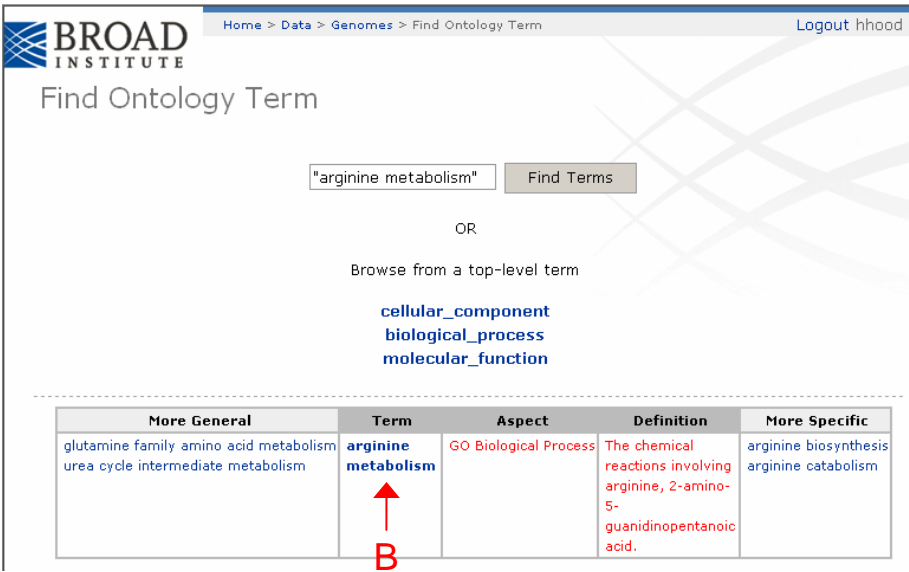 BROAD
INSTITUTE
Home > Data > Genomes > Find Ontology Term
Logout hhood
Find Ontology Term
"arginine metabolism"
Find Terms
OR
Browse from a top-level term
cellular_component
biological_process
molecular_function
More General
Term
Aspect
Definition
More Specific
glutamine family amino acid metabolism
urea cycle intermediate metabolism
arginine
metabolism
GO Biological Process
The chemical
reactions involving
arginine, 2-amino-
5-
guanidinopentanoic
acid.
arginine biosynthesis
arginine catabolism
B